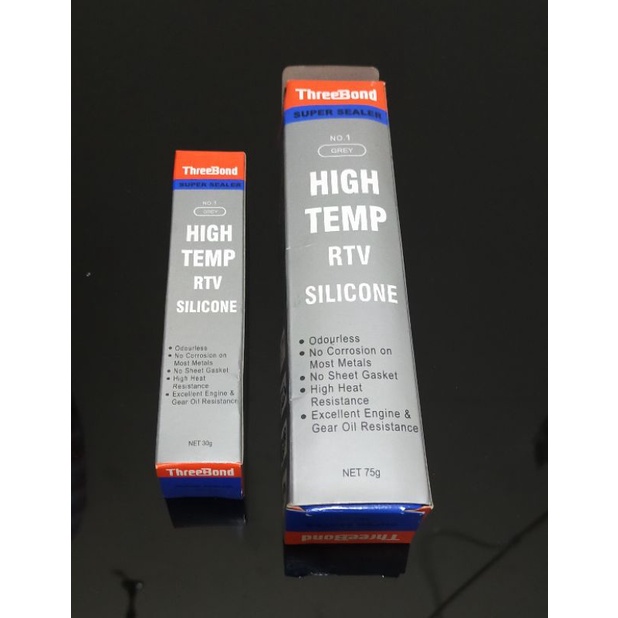 ThreeBond
SUPER SEALER
NO.1
GREY
HIGH
TEMP
RTV
SILICONE
• Odourless
• No Corrosion on
Most Metals
• No Sheet Gasket
• High Heat
Resistance
• Excellent Engine &
Gear Oil Resistance
NET 30g
ThreeBond
ThreeBond
SUPER SEALER
NO.1
GREY
HIGH
TEMP
RTV
SILICONE
• Odourless
• No Corrosion on
Most Metals
• No Sheet Gasket
• High Heat
Resistance
• Excellent Engine &
Gear Oil Resistance
NET 75g
ThreeBond